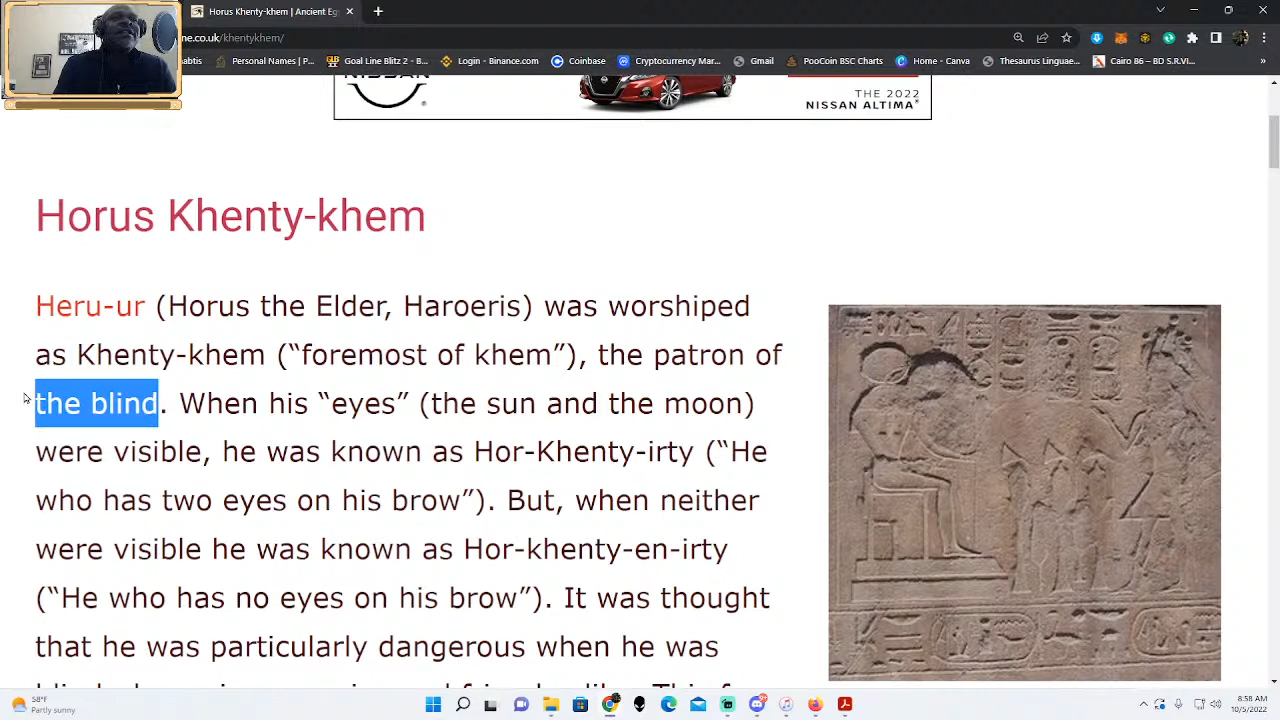 Horus Khenty-khem | Ancient Eg
ne.co.uk/khentykhem/
Personal Names | P...
Goal Line Blitz 2 - B...
Login - Binance.com
Coinbase
Cryptocurrency Mar...
Gmail
PooCoin BSC Charts
Home - Cava
Thesaurus.com
Cairo 58 – BD S.R.VI...
»
NISSAN
THE 2022
NISSAN ALTIMA®
Horus Khenty-khem
Heru-ur (Horus the Elder, Haroeris) was worshiped
as Khenty-khem (“foremost of khem”), the patron of
the blind. When his “eyes” (the sun and the moon)
were visible, he was known as Hor-Khenty-irty (“He
who has two eyes on his brow”). But, when neither
were visible he was known as Hor-khenty-en-irty
(“He who has no eyes on his brow”). It was thought
that he was particularly dangerous when he was
58°F
Partly sunny
8:58 AM
10/5/2022